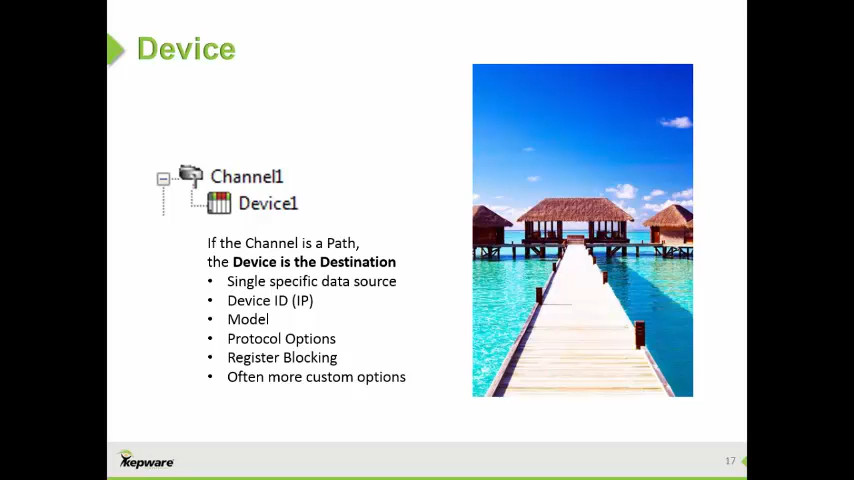 Device
Channel1
Device1
If the Channel is a Path,
the Device is the Destination
• Single specific data source
• Device ID (IP)
• Model
• Protocol Options
• Register Blocking
• Often more custom options
kepware
17